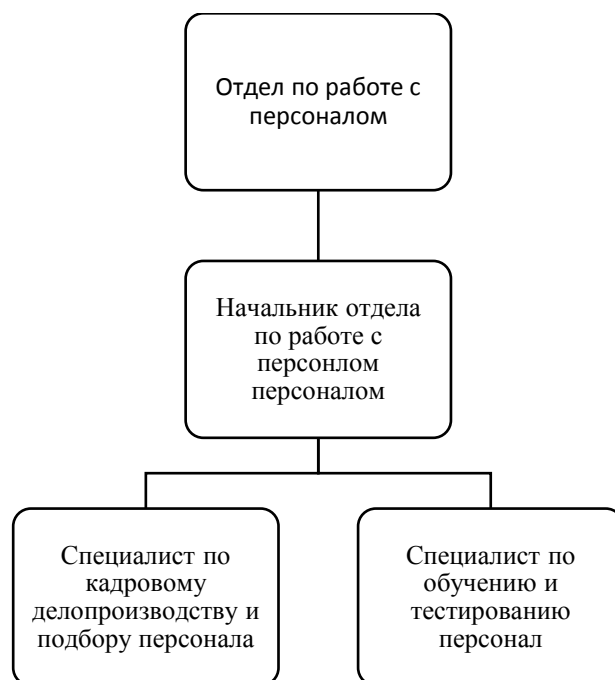 Отдел по работе с
персоналом
Начальник отдела
по работе с
персонлом
персоналом
Специалист по
кадровому
делопроизводству и
подбору персонала
Специалист по
обучению и
тестированию
персонал